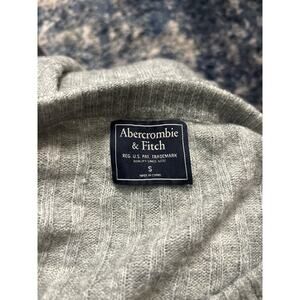 Abercrombie
& Fitch
REG. U.S. PAT. TRADEMARK
QUALITY SINCE 1892
S
MADE IN CHINA